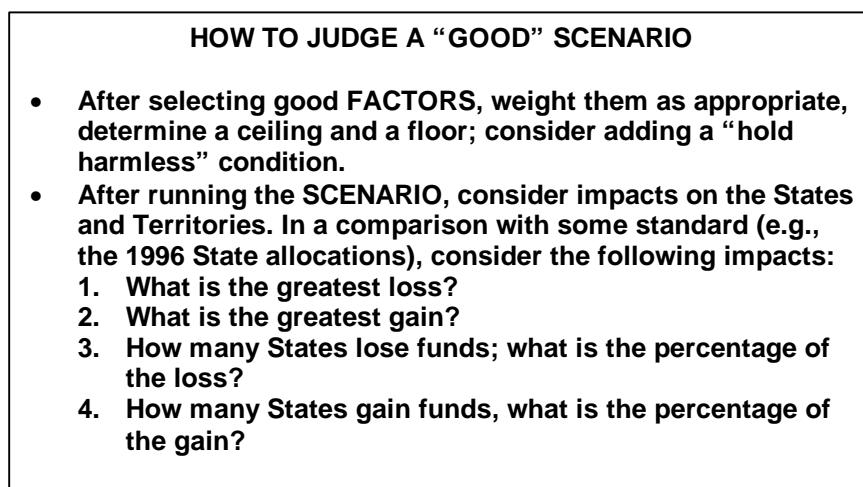 HOW TO JUDGE A “GOOD” SCENARIO
• After selecting good FACTORS, weight them as appropriate,
determine a ceiling and a floor; consider adding a “hold
harmless” condition.
• After running the SCENARIO, consider impacts on the States
and Territories. In a comparison with some standard (e.g.,
the 1996 State allocations), consider the following impacts:
1. What is the greatest loss?
2. What is the greatest gain?
3. How many States lose funds; what is the percentage of
the loss?
4. How many States gain funds, what is the percentage of
the gain?